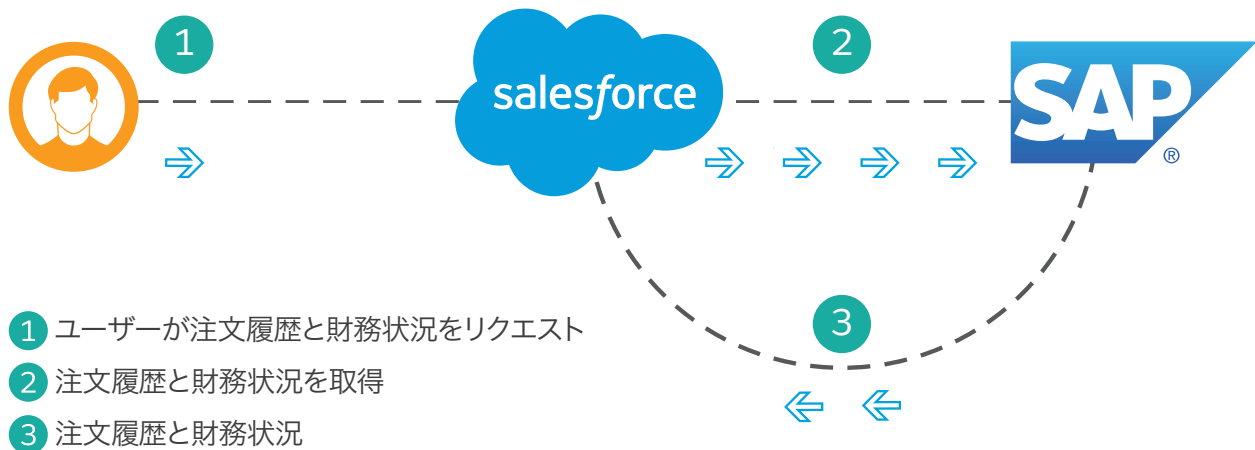 1
2
salesforce
SAP
®
3
1 ユーザーが注文履歴と財務状況をリクエスト
2 注文履歴と財務状況を取得
3 注文履歴と財務状況